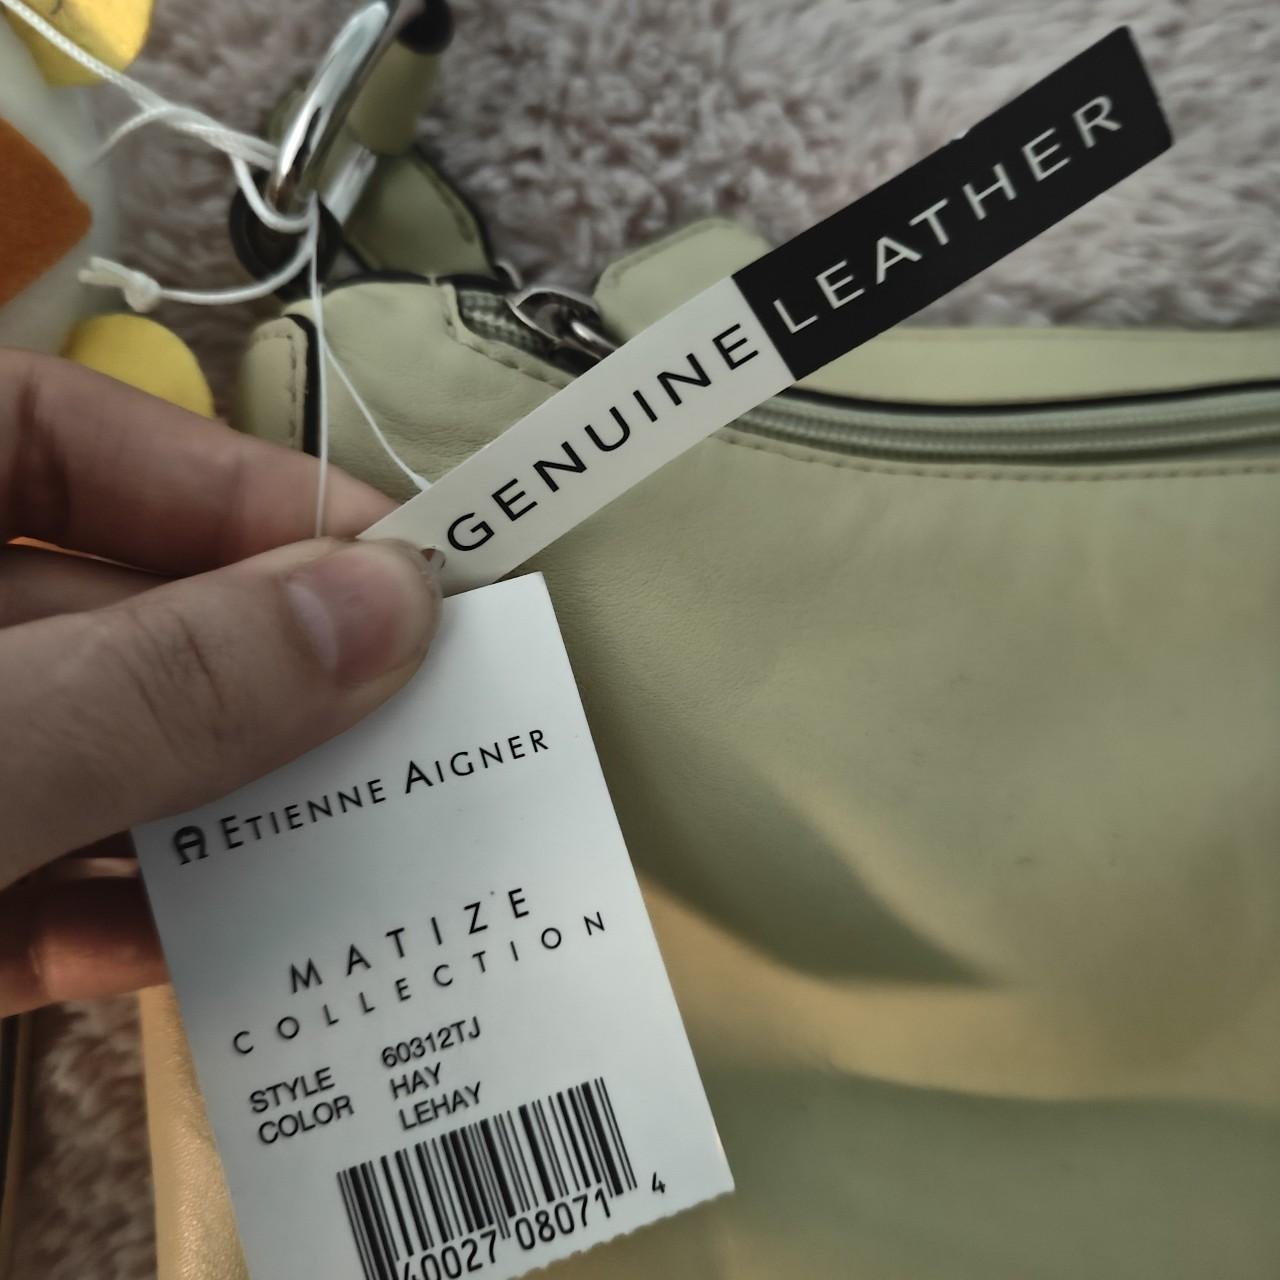 GENUINE LEATHER
A ETIENNE AIGNER
MATIZE
COLLECTION
STYLE 60312TJ
COLOR HAY
LEHAY
40027 08071 4